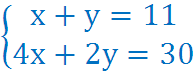 x + y = 11
4x + 2y = 30